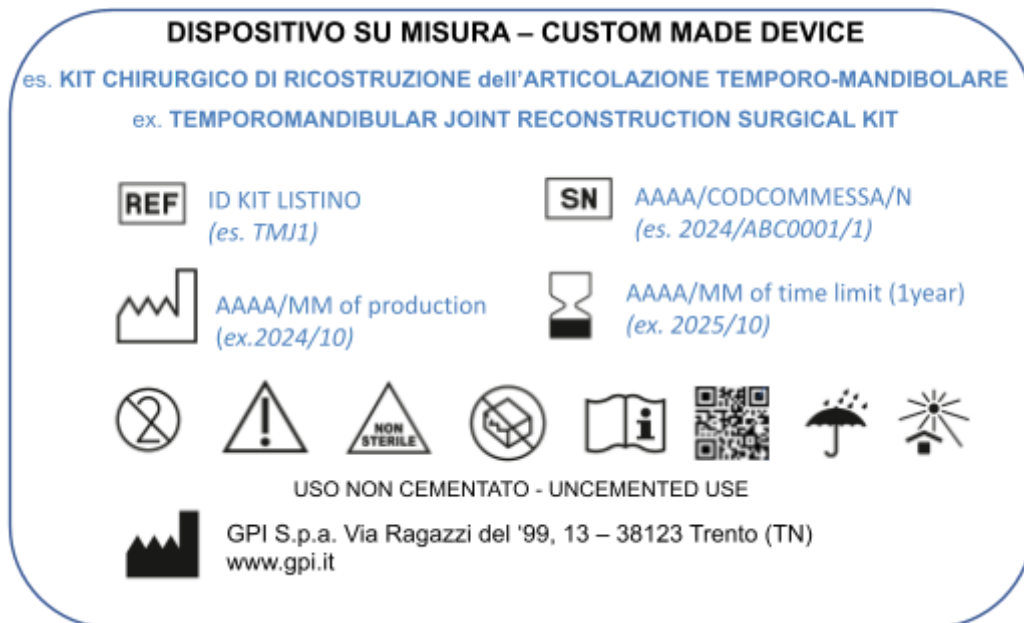 DISPOSITIVO SU MISURA – CUSTOM MADE DEVICE
es. KIT CHIRURGICO DI RICOSTRUZIONE dell'ARTICOLAZIONE TEMPORO-MANDIBOLARE
ex. TEMPOROMANDIBULAR JOINT RECONSTRUCTION SURGICAL KIT
REF ID KIT LISTINO
(es. TMJ1)
SN AAAA/CODCOMMESSA/N
(es. 2024/ABC0001/1)
AAAA/MM of production
(ex.2024/10)
AAAA/MM of time limit (1year)
(ex. 2025/10)
2
!
NON
STERILE
i
USO NON CEMENTATO - UNCEMENTED USE
GPI S.p.a. Via Ragazzi del '99, 13 – 38123 Trento (TN)
www.gpi.it